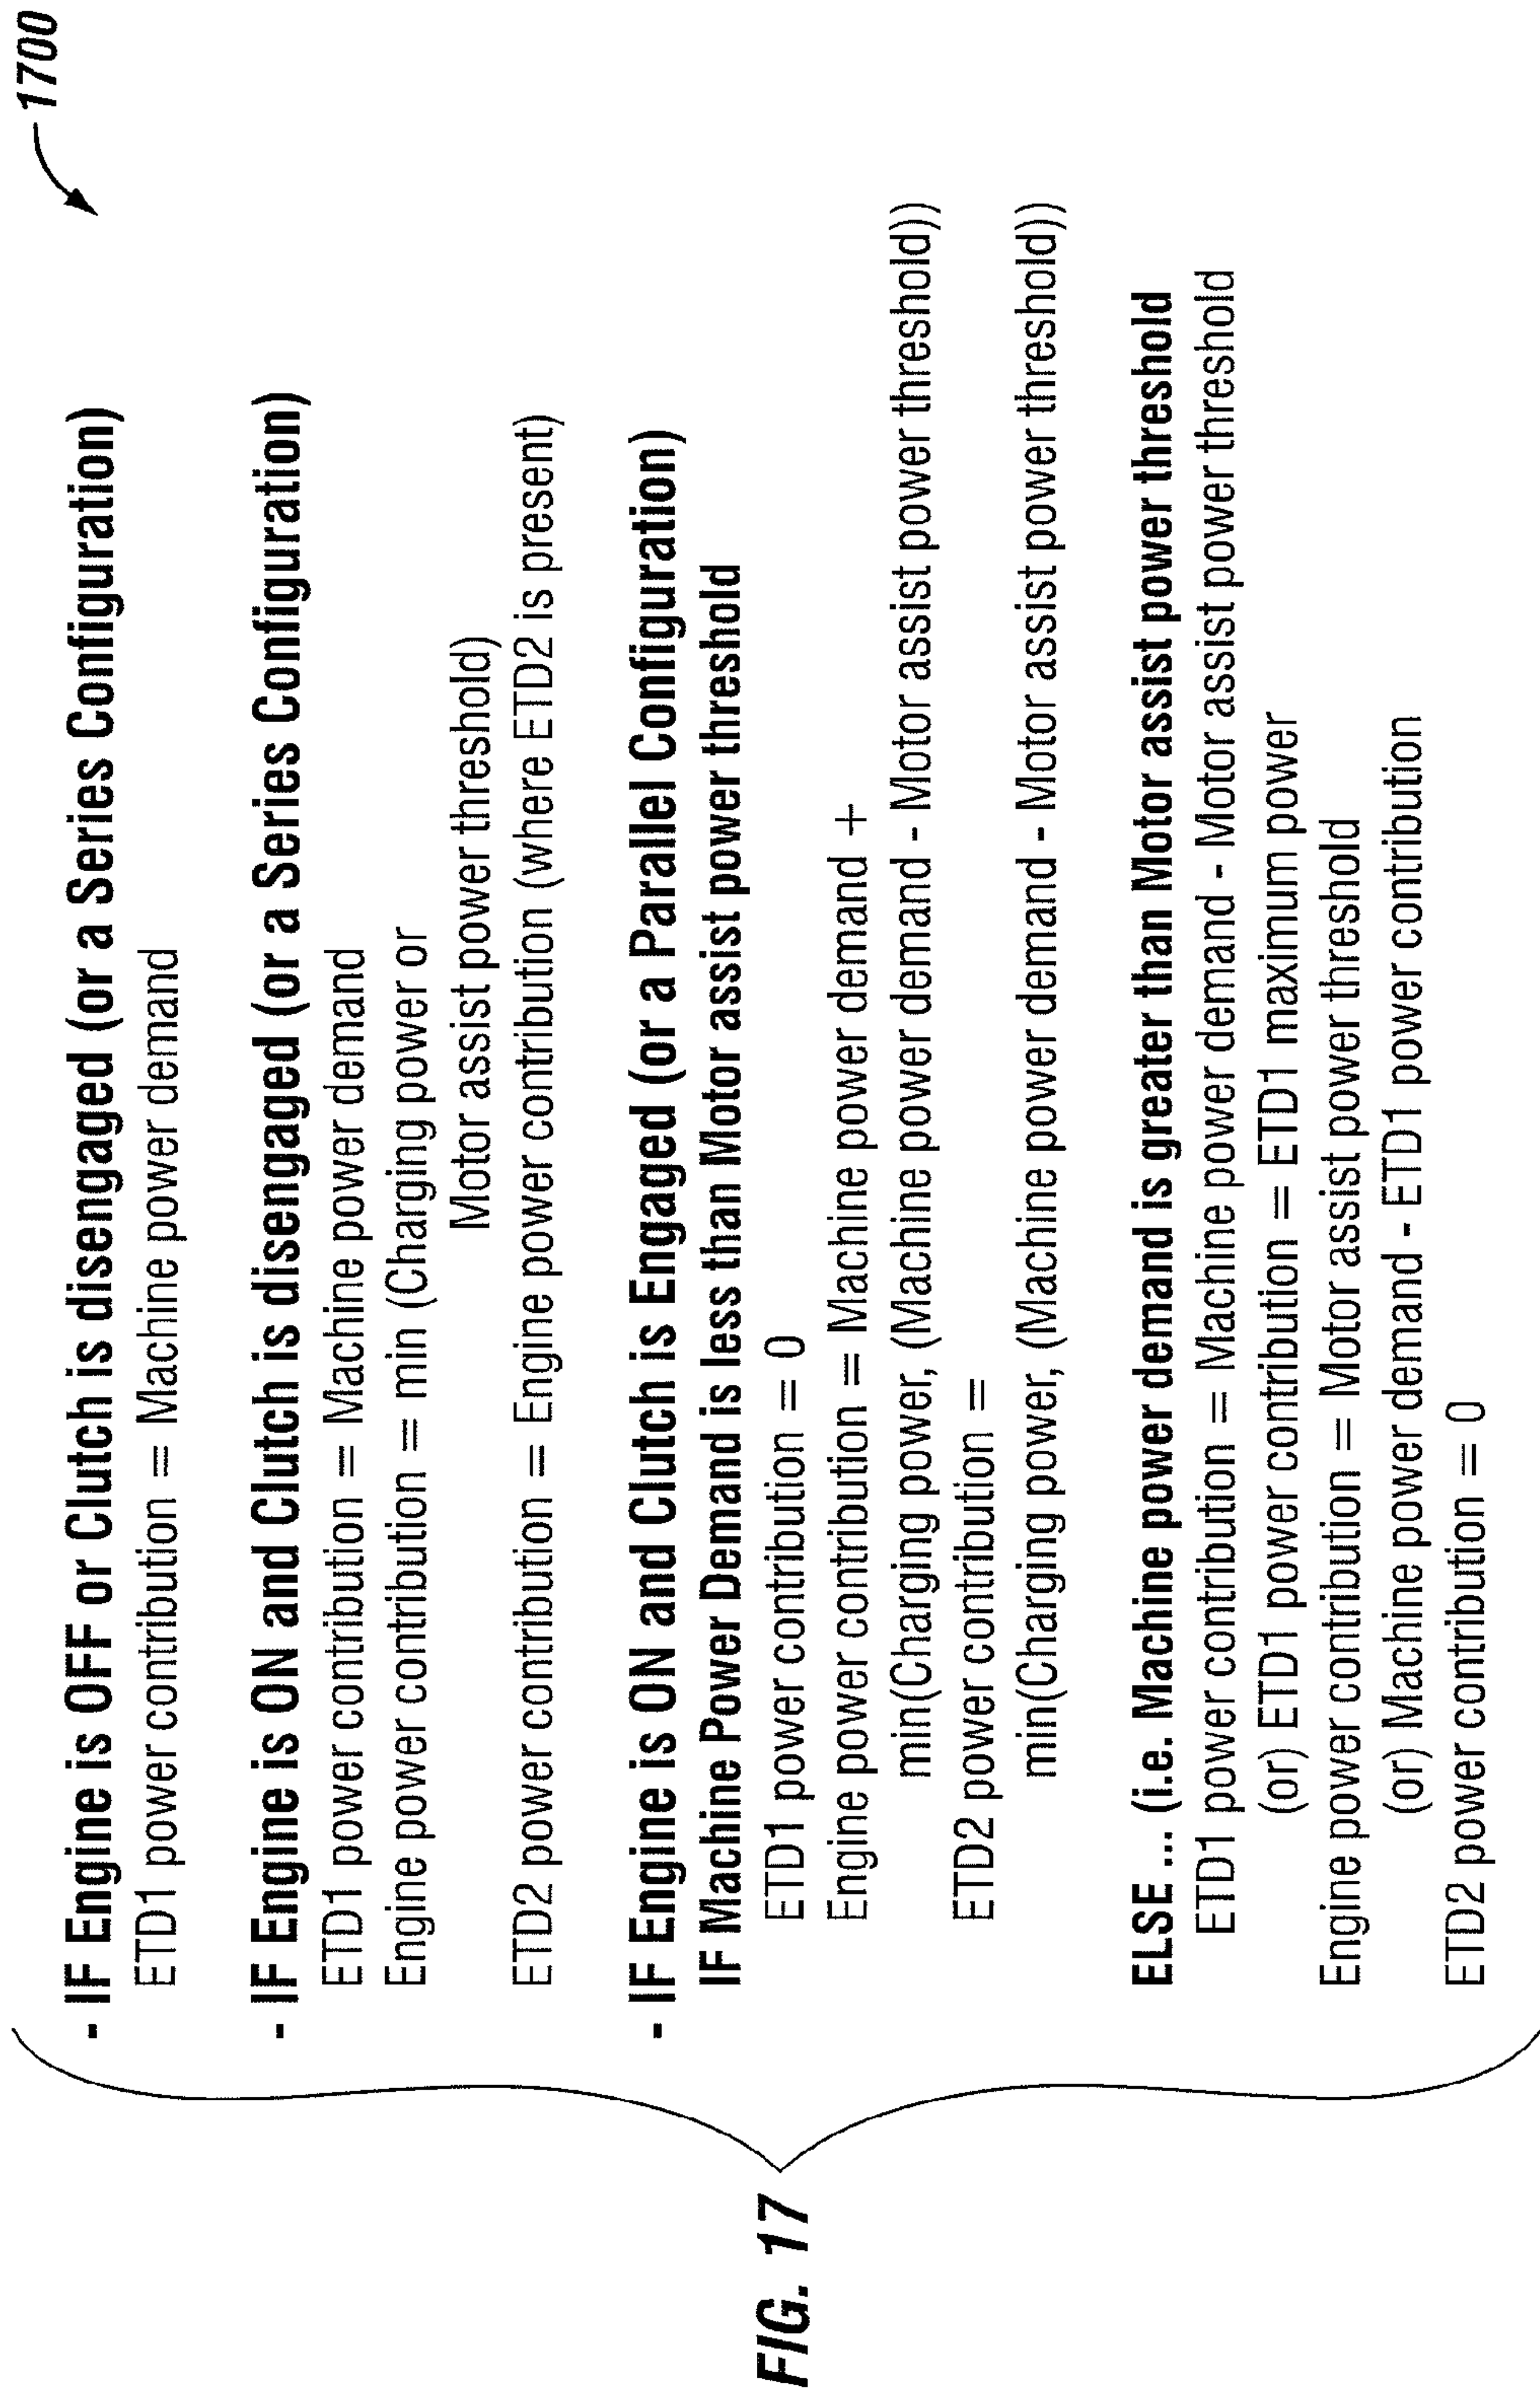 1700
- IF Engine is OFF or Clutch is disengaged (or a Series Configuration)
ETD1 power contribution = Machine power demand
- IF Engine is ON and Clutch is disengaged (or a Series Configuration)
ETD1 power contribution = Machine power demand
Engine power contribution = min (Charging power or
Motor assist power threshold)
ETD2 power contribution = Engine power contribution (where ETD2 is present)
- IF Engine is ON and Clutch is Engaged (or a Parallel Configuration)
IF Machine Power Demand is less than Motor assist power threshold
ETD1 power contribution = 0
Engine power contribution = Machine power demand +
min(Charging power, (Machine power demand - Motor assist power threshold))
ETD2 power contribution =
min(Charging power, (Machine power demand - Motor assist power threshold))
ELSE ... (i.e. Machine power demand is greater than Motor assist power threshold
ETD1 power contribution = Machine power demand - Motor assist power threshold
(or) ETD1 power contribution = ETD1 maximum power
Engine power contribution = Motor assist power threshold
(or) Machine power demand - ETD1 power contribution
ETD2 power contribution = 0
FIG. 17